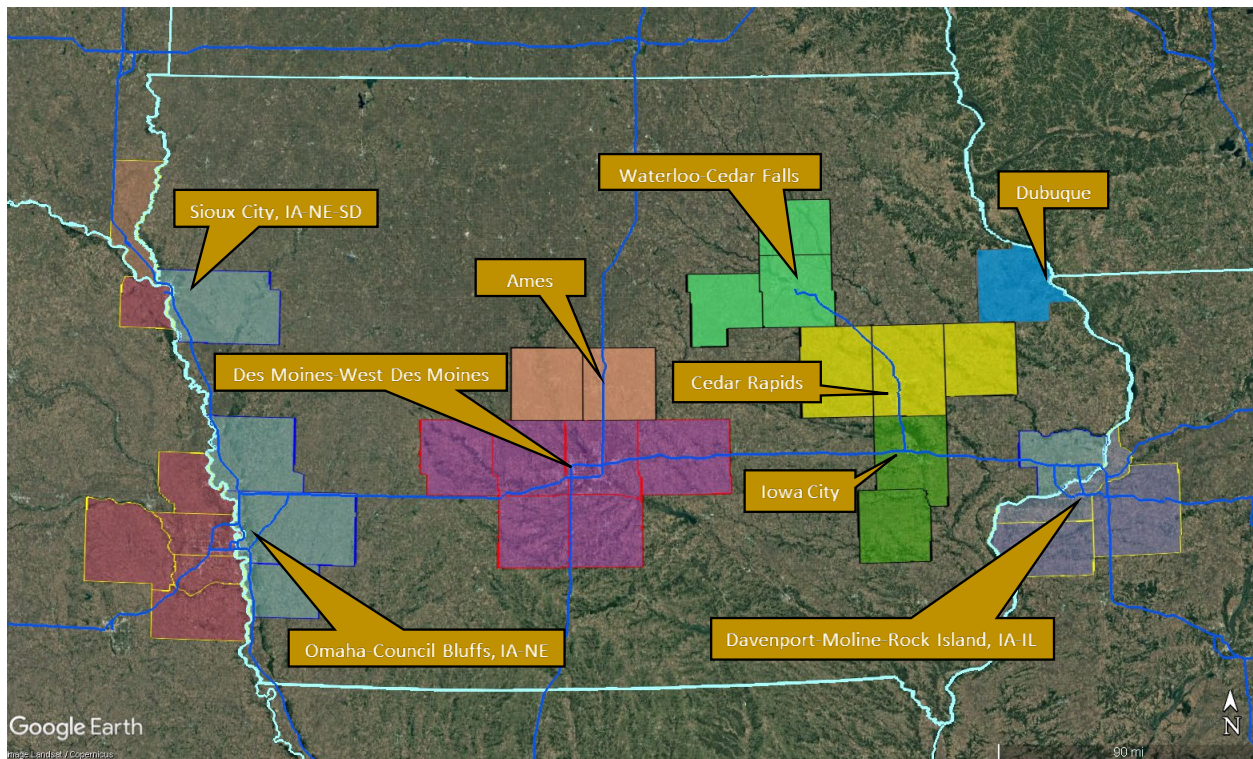 Waterloo-Cedar Falls
Dubuque
Sioux City, IA-NE-SD
Ames
Des Moines-West Des Moines
Cedar Rapids
Iowa City
Omaha-Council Bluffs, IA-NE
Davenport-Moline-Rock Island, IA-IL
Google Earth
N
mage Landsat / Copernicus
90 mi